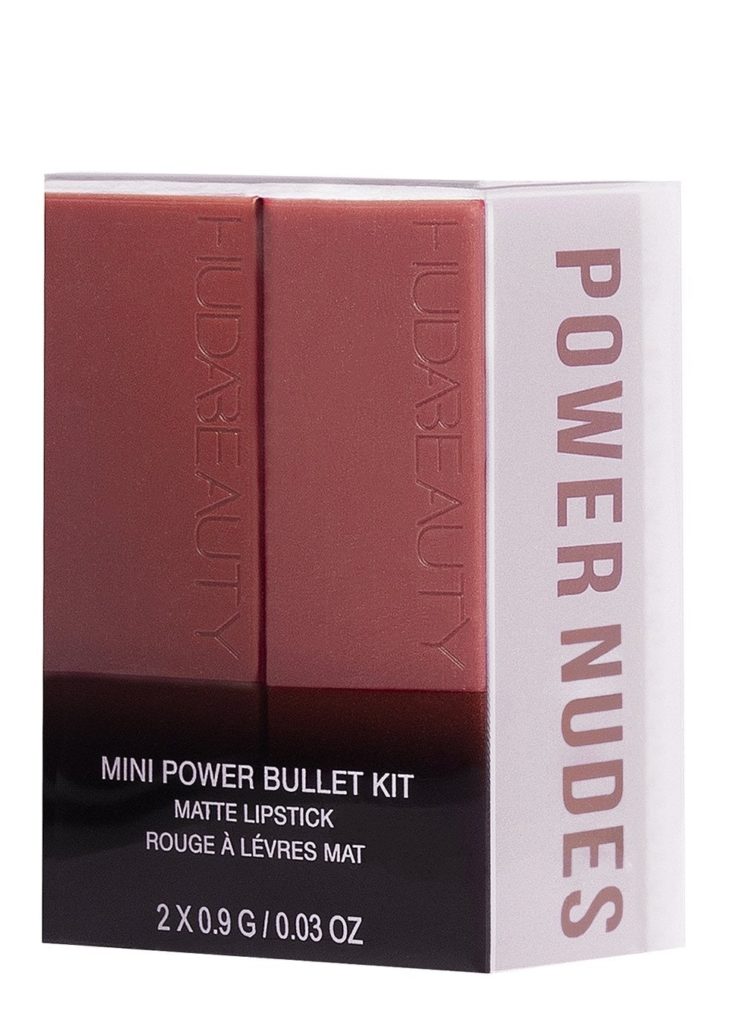 HUDABEAUTY
HUDABEAUTY
MINI POWER BULLET KIT
MATTE LIPSTICK
ROUGE À LÉVRES MAT
2 X 0.9 G / 0.03 OZ
POWER NUDES